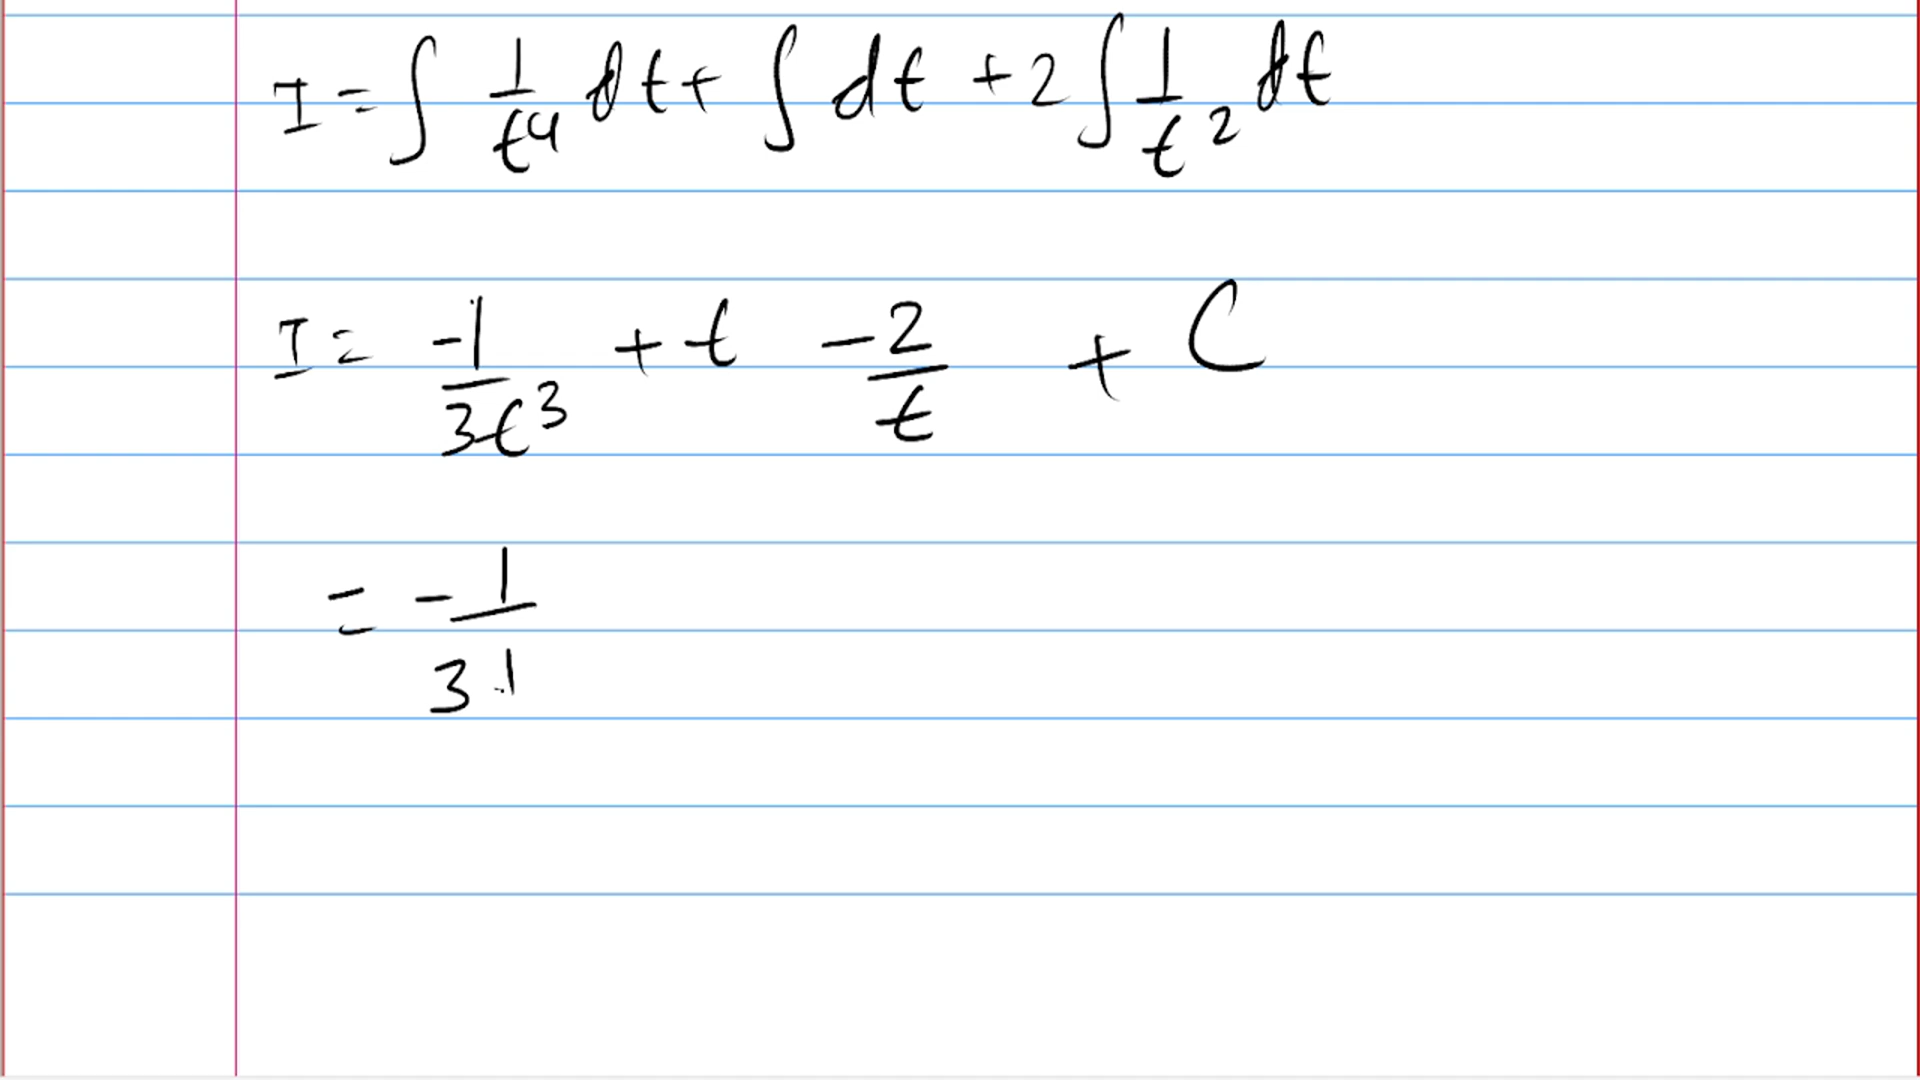 I = ∫ 1/t⁴ dt + ∫ dt + 2 ∫ 1/t² dt
I = -1/3t³ + t -2/t + C
= -1/3